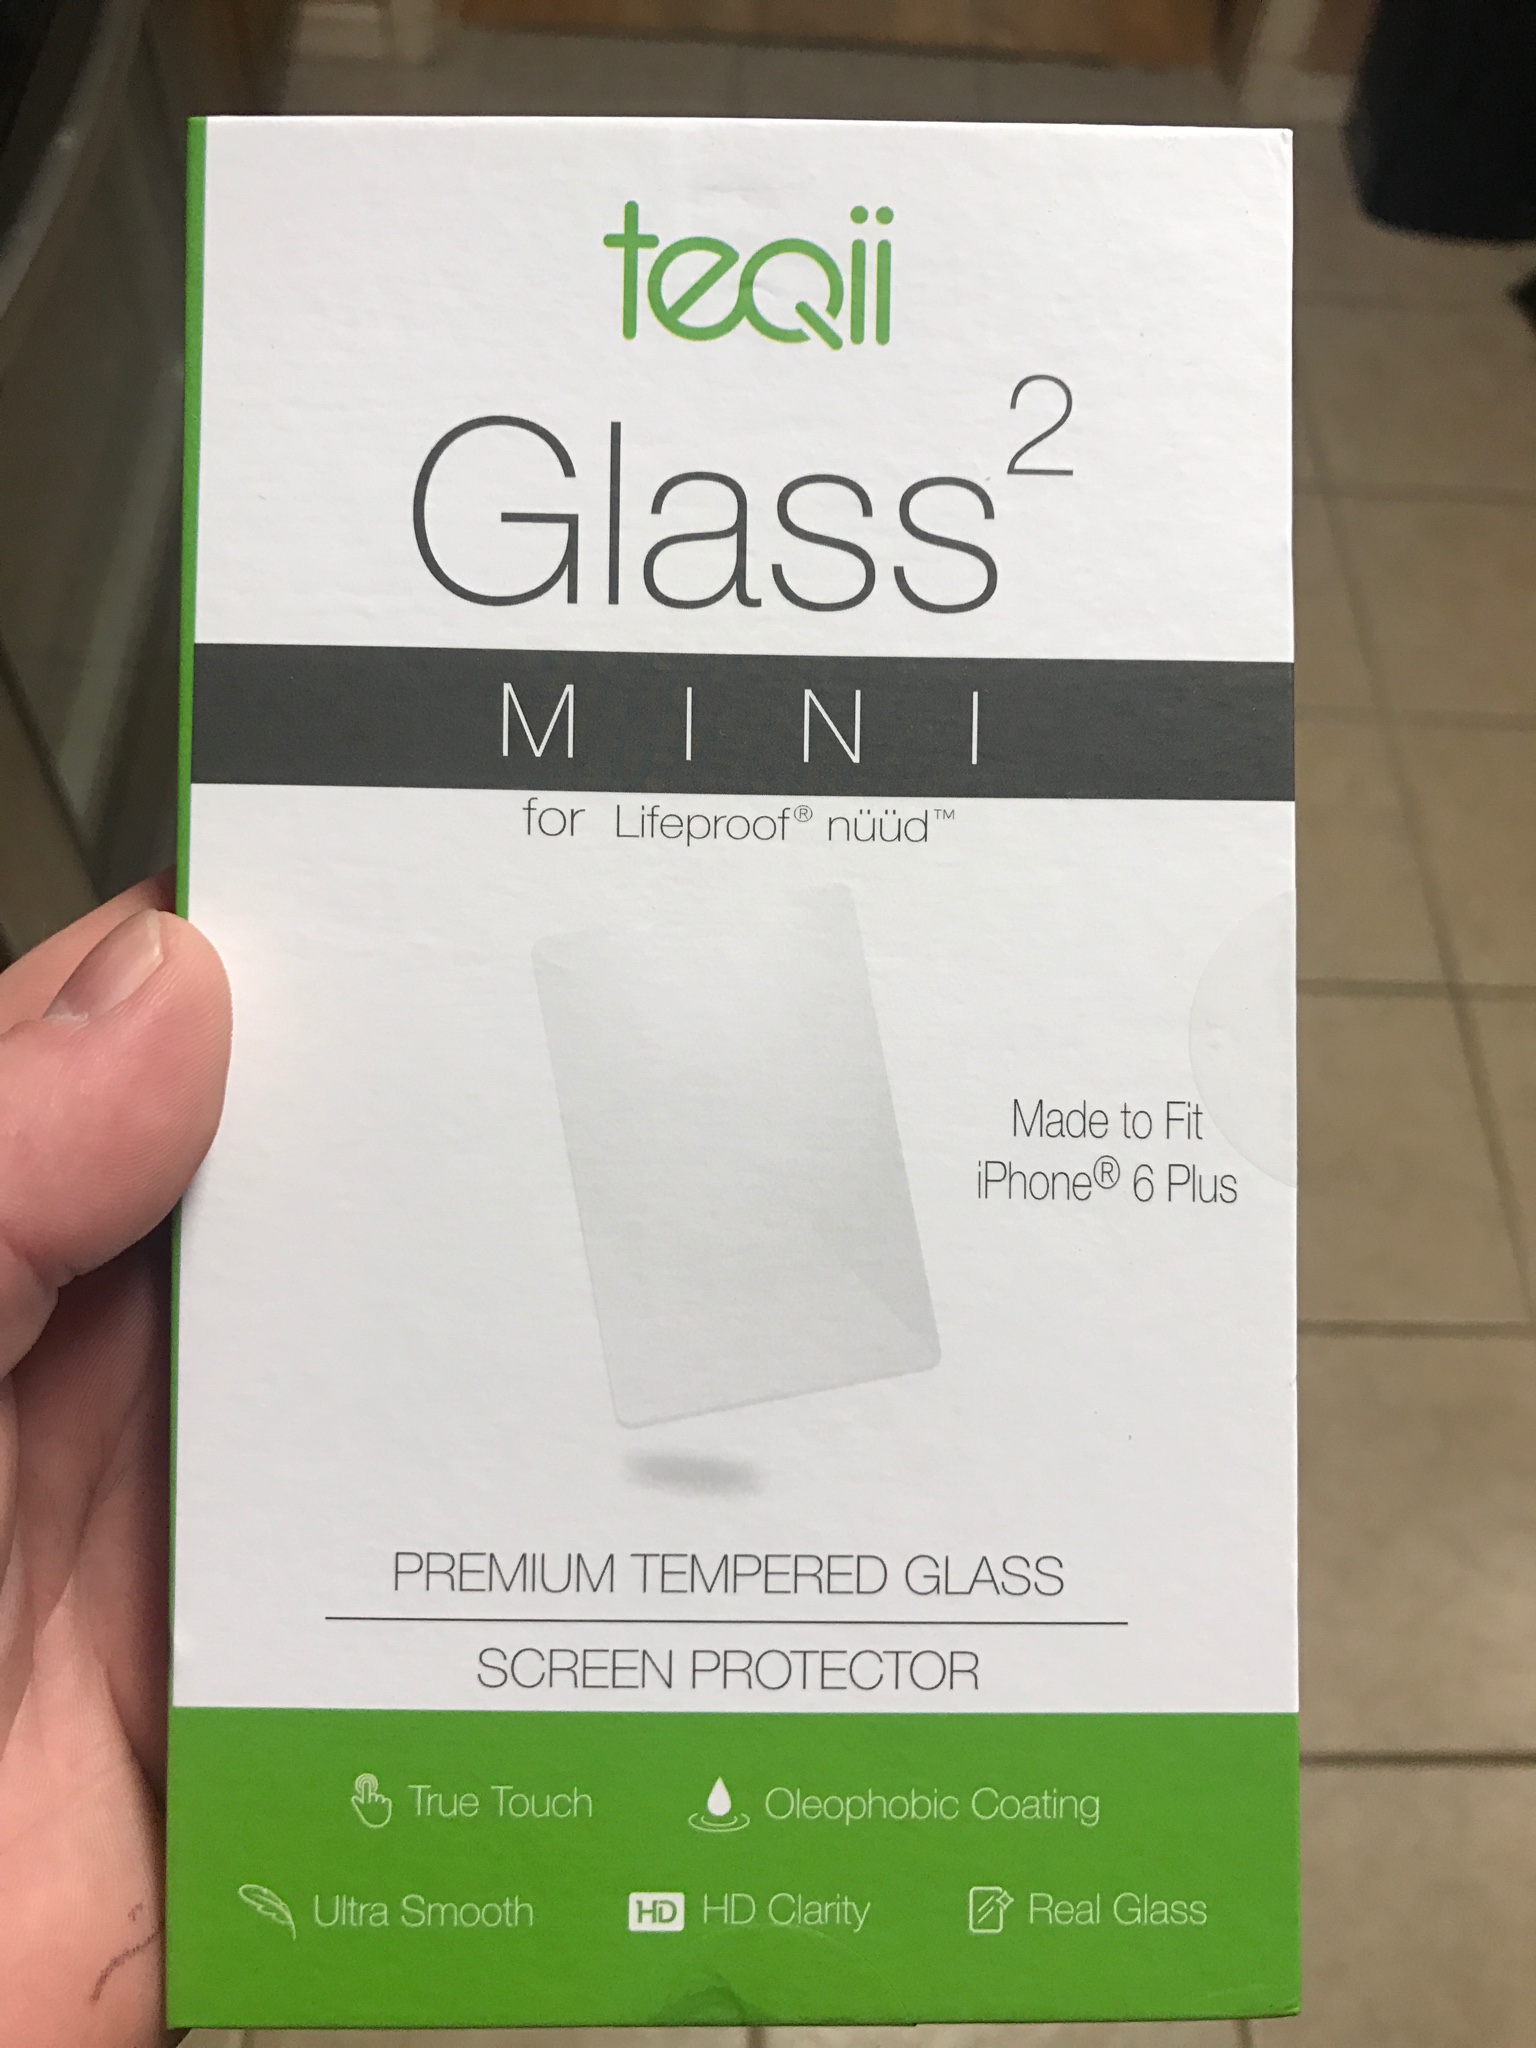 teqii
Glass²
MINI
for Lifeproof® nüüd™
Made to Fit
iPhone® 6 Plus
PREMIUM TEMPERED GLASS
SCREEN PROTECTOR
True Touch
Oleophobic Coating
Ultra Smooth
HD HD Clarity
Real Glass